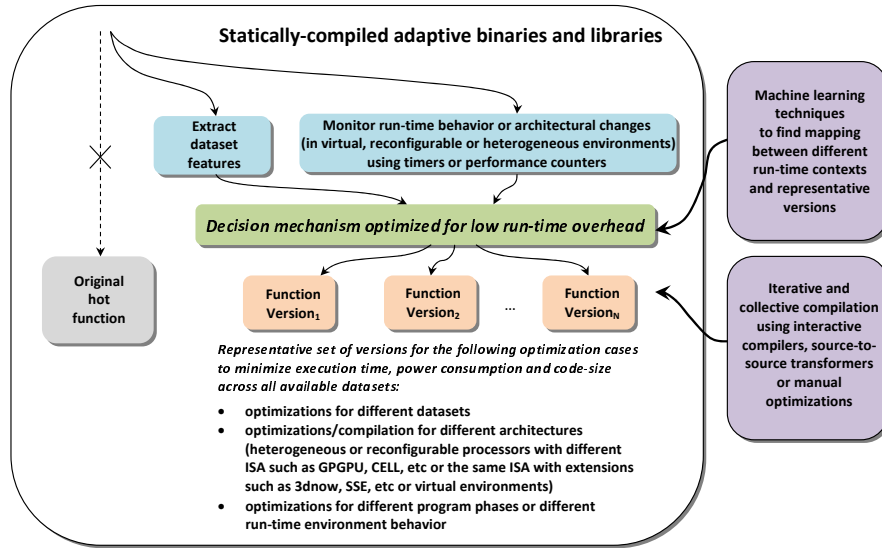 Statically-compiled adaptive binaries and libraries
Extract
dataset
features
Monitor run-time behavior or architectural changes
(in virtual, reconfigurable or heterogeneous environments)
using timers or performance counters
Machine learning
techniques
to find mapping
between different
run-time contexts
and representative
versions
Decision mechanism optimized for low run-time overhead
Original
hot
function
Function
Version₁
Function
Version₂
...
Function
Versionₙ
Iterative and
collective compilation
using interactive
compilers, source-to-
source transformers
or manual
optimizations
Representative set of versions for the following optimization cases
to minimize execution time, power consumption and code-size
across all available datasets:
• optimizations for different datasets
• optimizations/compilation for different architectures
(heterogeneous or reconfigurable processors with different
ISA such as GPGPU, CELL, etc or the same ISA with extensions
such as 3dnow, SSE, etc or virtual environments)
• optimizations for different program phases or different
run-time environment behavior